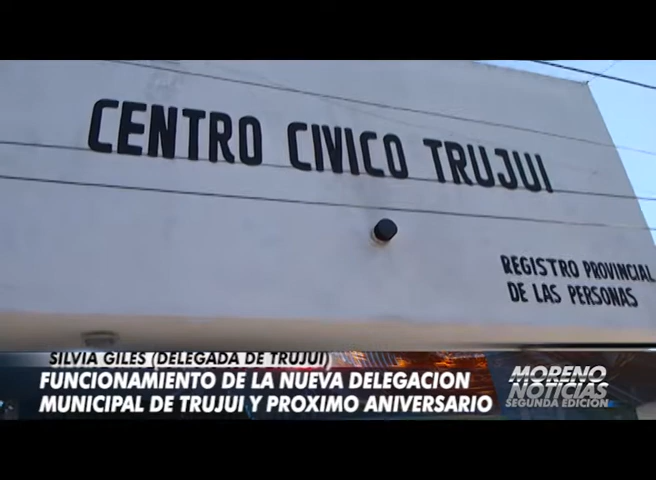 CENTRO CIVICO TRUJUI
REGISTRO PROVINCIAL
DE LAS PERSONAS
SILVIA GILES (DELEGADA DE TRUJUI)
FUNCIONAMIENTO DE LA NUEVA DELEGACION
MUNICIPAL DE TRUJUI Y PROXIMO ANIVERSARIO
MORENO
NOTICIAS
SEGUNDA EDICION